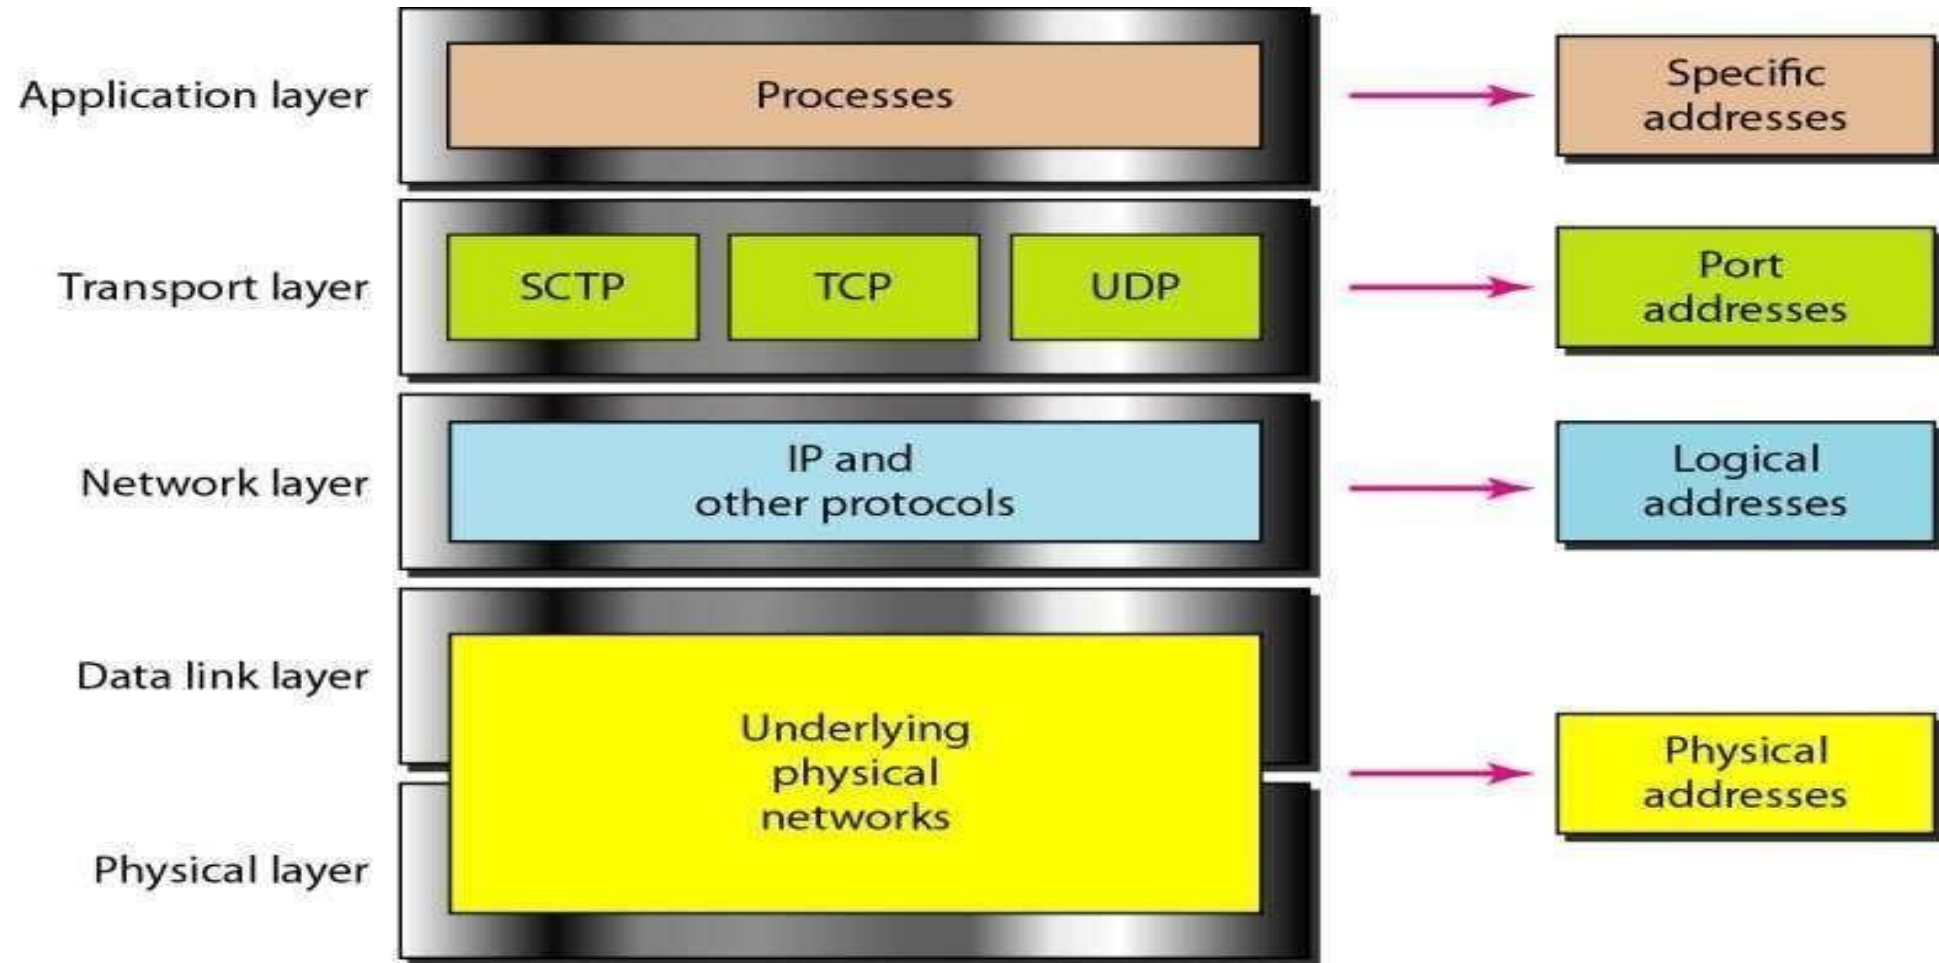 Application layer
Processes
Specific
addresses
Transport layer
SCTP
TCP
UDP
Port
addresses
Network layer
IP and
other protocols
Logical
addresses
Data link layer
Underlying
physical
networks
Physical
addresses
Physical layer